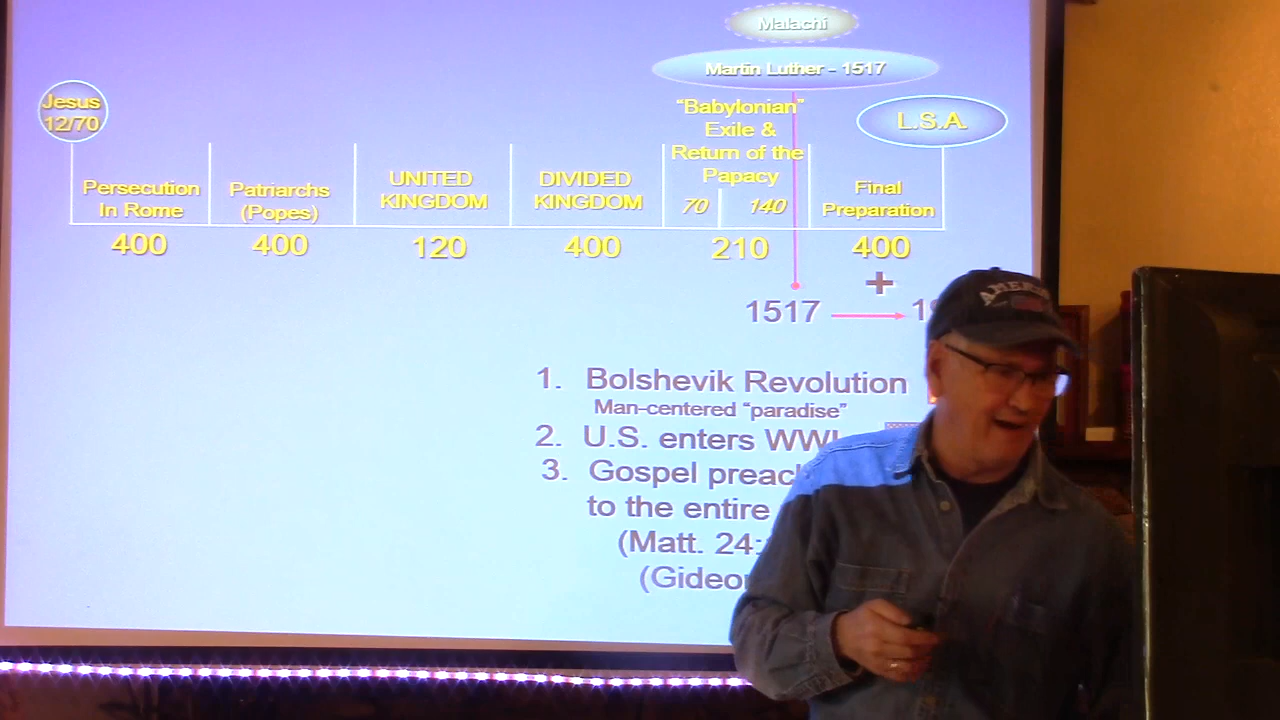 Malachi
Martin Luther - 1517
Jesus
12/70
"Babylonian"
Exile &
Return of the
Papacy
L.S.A.
Persecution
In Rome
Patriarchs
(Popes)
UNITED
KINGDOM
DIVIDED
KINGDOM
70
140
Final
Preparation
400
400
120
400
210
400
+
1517
1. Bolshevik Revolution
Man-centered "paradise"
2. U.S. enters WWI
3. Gospel
to the entire
(Matt. 24: